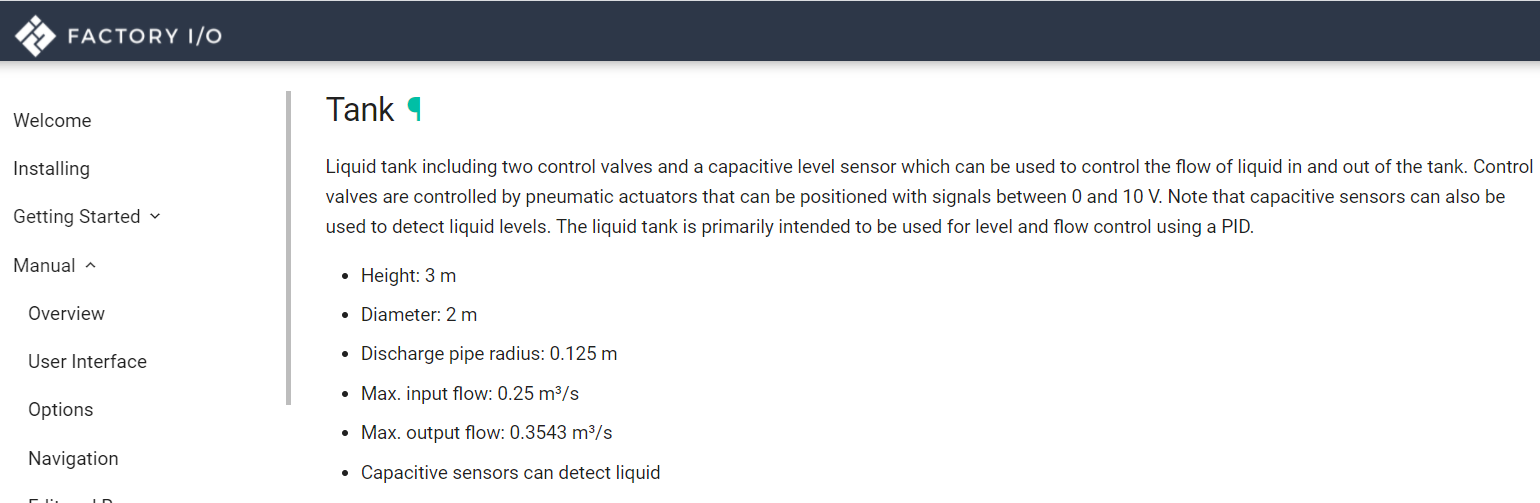 FACTORY I/O
Welcome
Installing
Getting Started
Manual
Overview
User Interface
Options
Navigation
Tank ¶
Liquid tank including two control valves and a capacitive level sensor which can be used to control the flow of liquid in and out of the tank. Control
valves are controlled by pneumatic actuators that can be positioned with signals between 0 and 10 V. Note that capacitive sensors can also be
used to detect liquid levels. The liquid tank is primarily intended to be used for level and flow control using a PID.
• Height: 3 m
• Diameter: 2 m
• Discharge pipe radius: 0.125 m
• Max. input flow: 0.25 m³/s
• Max. output flow: 0.3543 m³/s
• Capacitive sensors can detect liquid